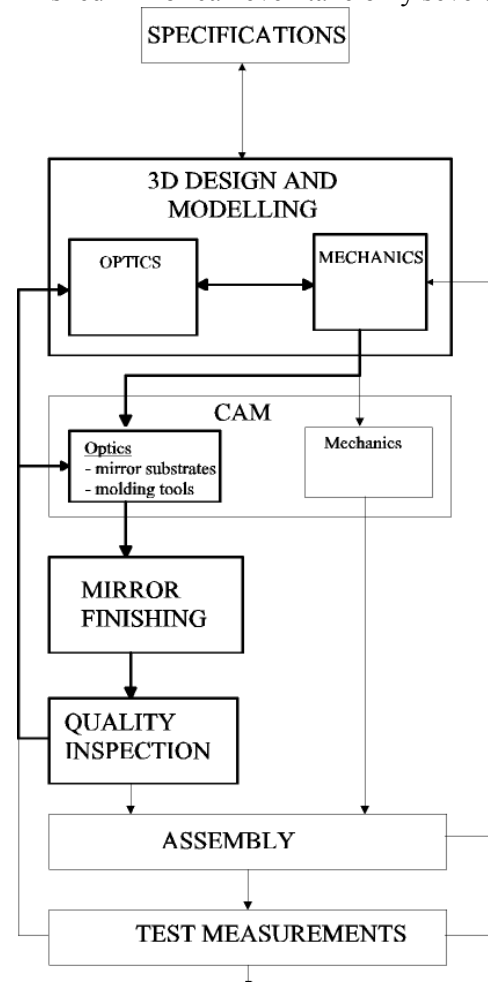 SPECIFICATIONS
3D DESIGN AND
MODELLING
OPTICS
MECHANICS
CAM
Optics
- mirror substrates
- molding tools
Mechanics
MIRROR
FINISHING
QUALITY
INSPECTION
ASSEMBLY
TEST MEASUREMENTS